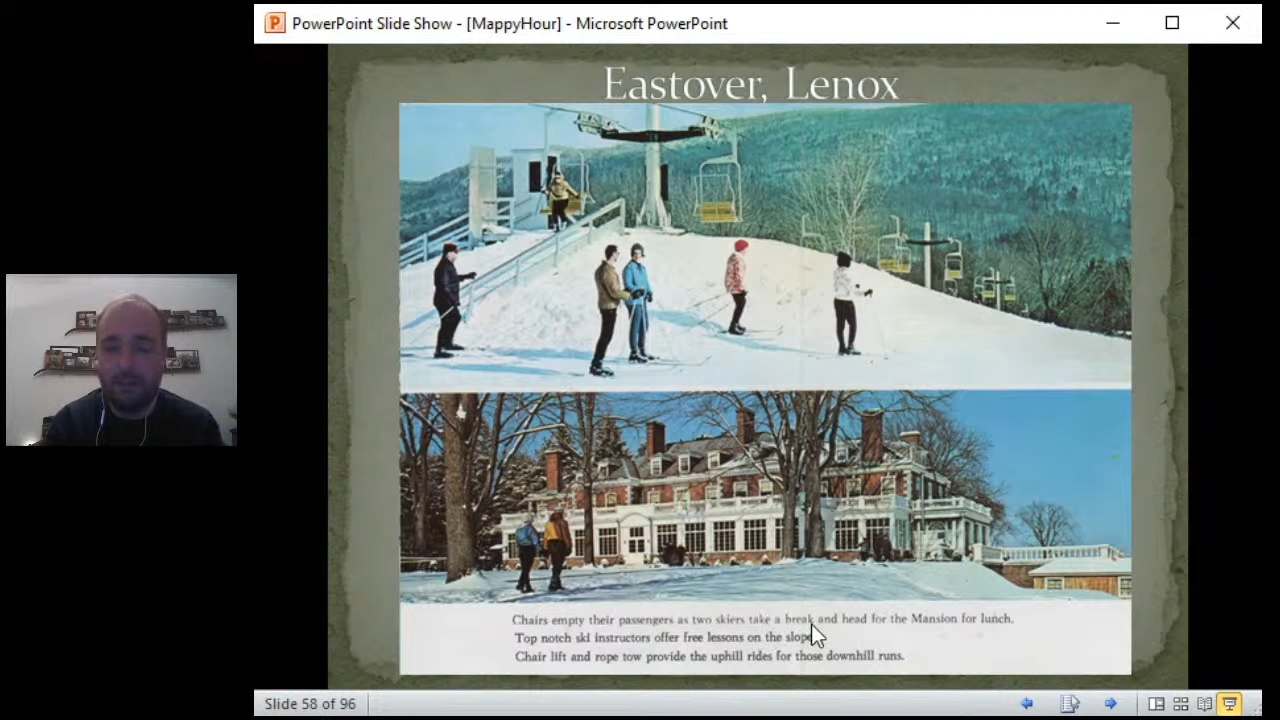 PowerPoint Slide Show - [MappyHour] - Microsoft PowerPoint
Eastover, Lenox
Chairs empty their passengers as two skiers take a break and head for the Mansion for lunch.
Top notch ski instructors offer free lessons on the slope
Chair lift and rope tow provide the uphill rides for those downhill runs.
Slide 58 of 96